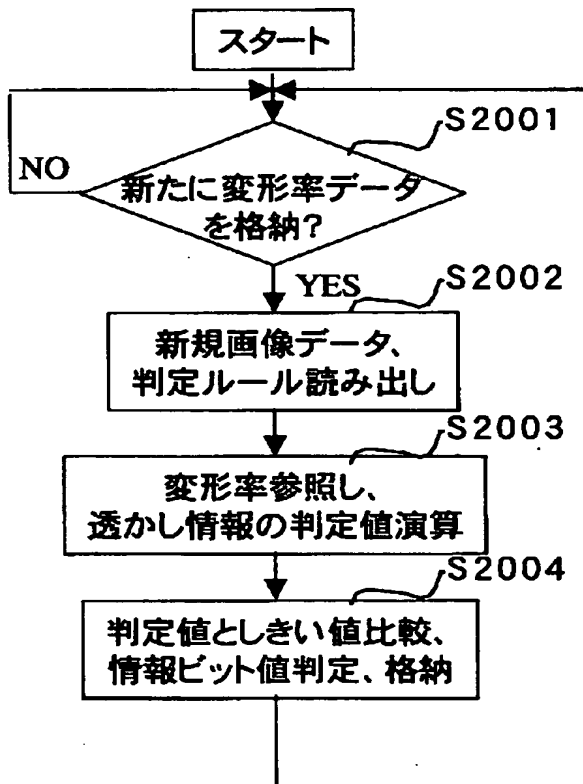 スタート
S2001
NO
新たに変形率データ
を格納?
YES
S2002
新規画像データ、
判定ルール読み出し
S2003
変形率参照し、
透かし情報の判定値演算
S2004
判定値としきい値比較、
情報ビット値判定、格納